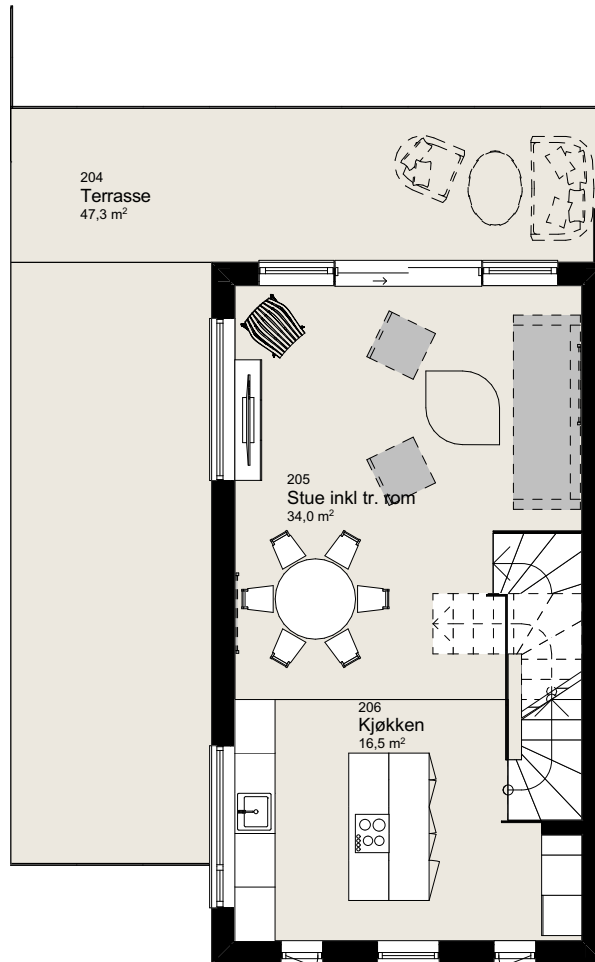 204
Terrasse
47,3 m²
205
Stue inkl tr. rom
34,0 m²
206
Kjøkken
16,5 m²